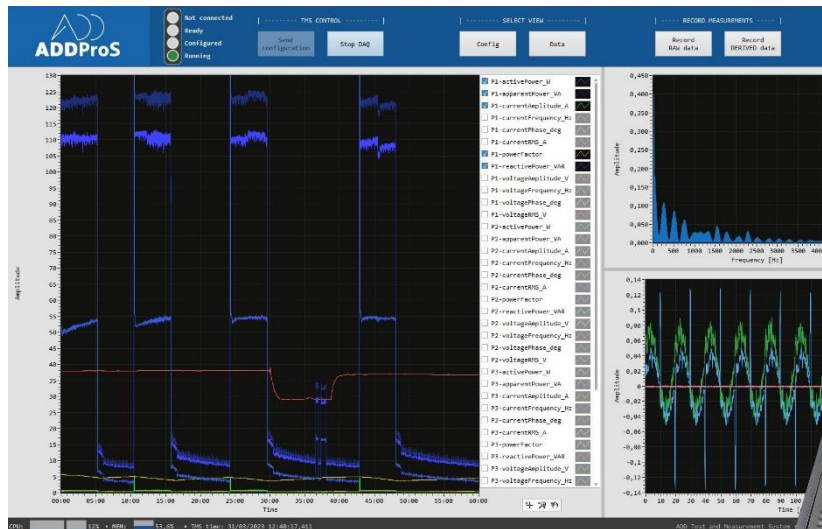 ADDProS
Not connected
Ready
Configured
Running
TMS CONTROL
Send configuration
Stop DAQ
SELECT VIEW
Config
Data
RECORD MEASUREMENTS
Record RAW data
Record DERIVED data
Amplitude
130
125
120
115
110
105
100
95
90
85
80
75
70
65
60
55
50
45
40
35
30
25
20
15
10
5
0
00:00 05:00 10:00 15:00 20:00 25:00 30:00 35:00 40:00 45:00 50:00 55:00 60:00
Time
P1-activePower_W
P1-apparentPower_VA
P1-currentAmplitude_A
P1-currentFrequency_Hz
P1-currentPhase_deg
P1-currentRMS_A
P1-powerFactor
P1-reactivePower_VAR
P1-voltageAmplitude_V
P1-voltageFrequency_Hz
P1-voltagePhase_deg
P1-voltageRMS_V
P2-activePower_W
P2-apparentPower_VA
P2-currentAmplitude_A
P2-currentFrequency_Hz
P2-currentPhase_deg
P2-currentRMS_A
P2-powerFactor
P2-reactivePower_VAR
P2-voltageAmplitude_V
P2-voltageFrequency_Hz
P2-voltagePhase_deg
P2-voltageRMS_V
P3-activePower_W
P3-apparentPower_VA
P3-currentAmplitude_A
P3-currentFrequency_Hz
P3-currentPhase_deg
P3-currentRMS_A
P3-powerFactor
P3-reactivePower_VAR
P3-voltageAmplitude_V
P3-voltageFrequency_Hz
Amplitude
0,450
0,400
0,350
0,300
0,250
0,200
0,150
0,100
0,050
0,000
0 500 1000 1500 2000 2500 3000 3500
Frequency [Hz]
Amplitude
0,14
0,1
0,08
0,06
0,04
0,02
0
-0,02
-0,04
-0,06
-0,08
-0,1
-0,12
-0,14
0 10 20 30 40 50 60 70 80 90 100
Time
CPU: 12% • MEM: 53,6% • TMS time: 31/03/2023 12:40:17,411
ADD Test and Measurement System